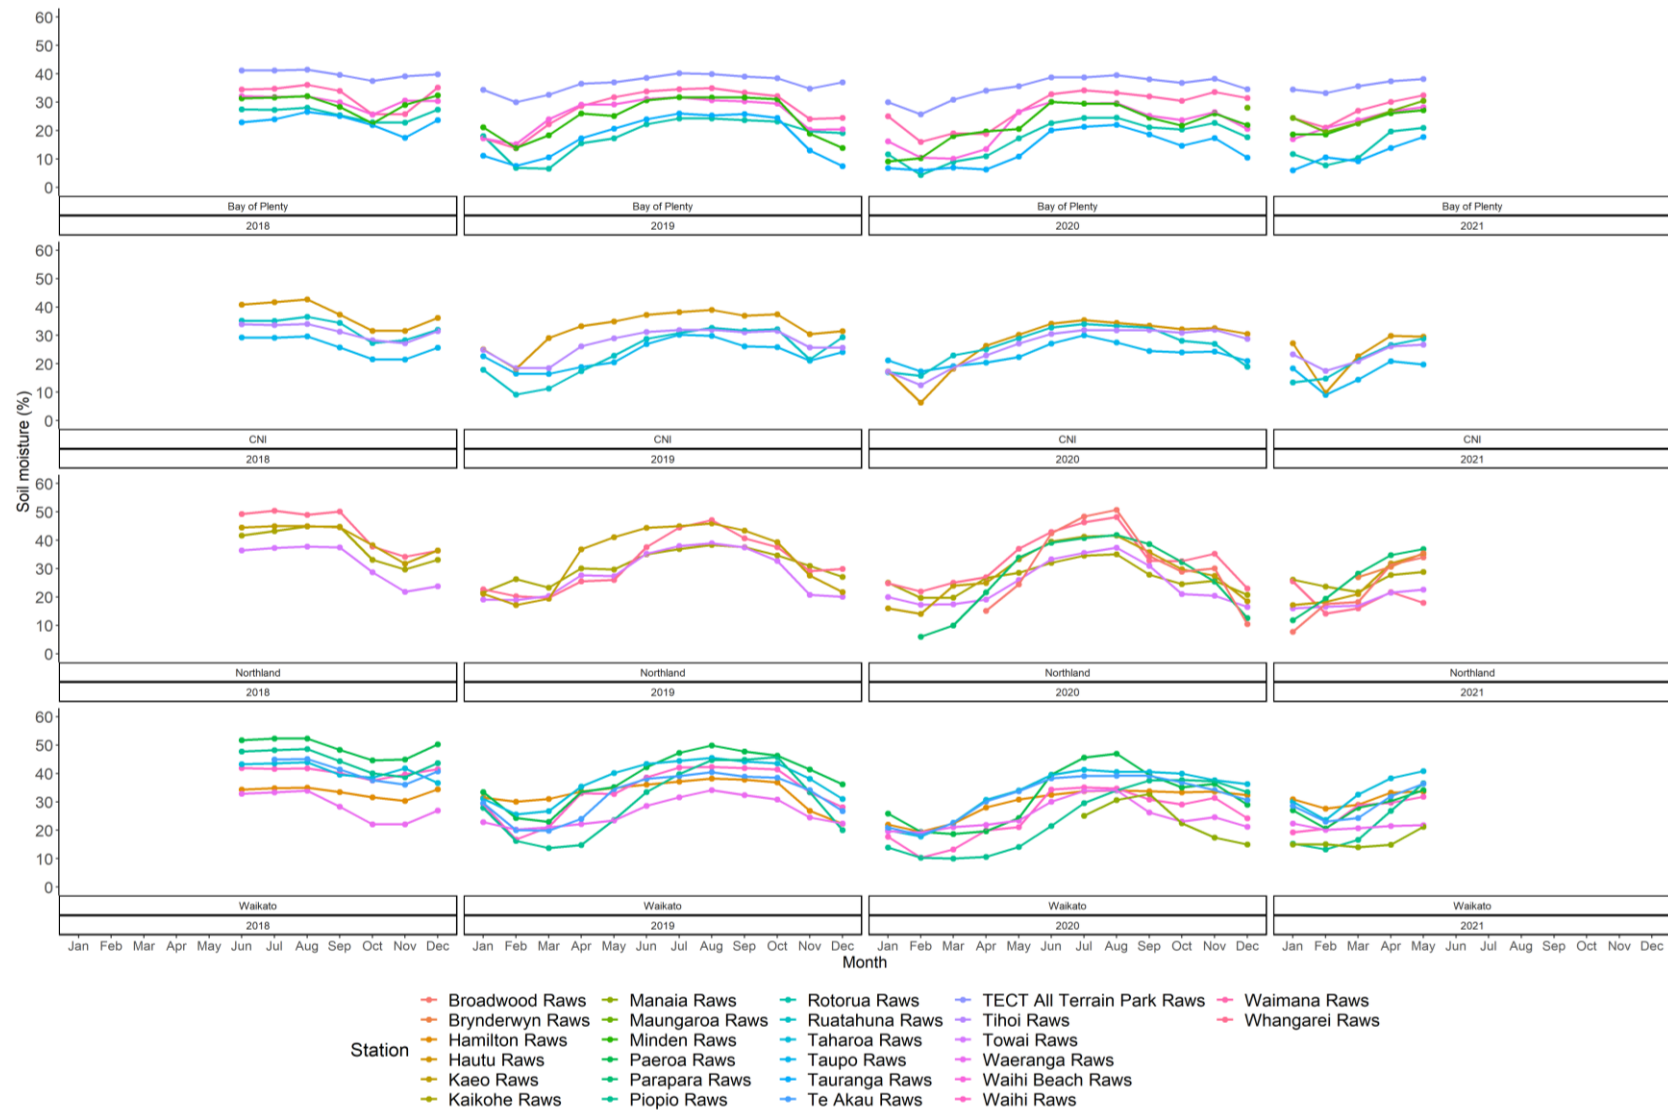 Soil moisture (%)
60
50
40
30
20
10
0
Bay of Plenty Bay of Plenty Bay of Plenty Bay of Plenty
2018 2019 2020 2021
60
50
40
30
20
10
0
CNI CNI CNI CNI
2018 2019 2020 2021
60
50
40
30
20
10
0
Northland Northland Northland Northland
2018 2019 2020 2021
60
50
40
30
20
10
0
Waikato Waikato Waikato Waikato
2018 2019 2020 2021
Jan Feb Mar Apr May Jun Jul Aug Sep Oct Nov Dec Jan Feb Mar Apr May Jun Jul Aug Sep Oct Nov Dec Jan Feb Mar Apr May Jun Jul Aug Sep Oct Nov Dec Jan Feb Mar Apr May Jun Jul Aug Sep Oct Nov Dec
Month
Station
Broadwood Raws
Brynderwyn Raws
Hamilton Raws
Hautu Raws
Kaeo Raws
Kaikohe Raws
Manaia Raws
Maungaroa Raws
Minden Raws
Paeroa Raws
Parapara Raws
Piopio Raws
Rotorua Raws
Ruatahuna Raws
Taharoa Raws
Taupo Raws
Tauranga Raws
Te Akau Raws
TECT All Terrain Park Raws
Tihoi Raws
Towai Raws
Waeranga Raws
Waihi Beach Raws
Waihi Raws
Waimana Raws
Whangarei Raws